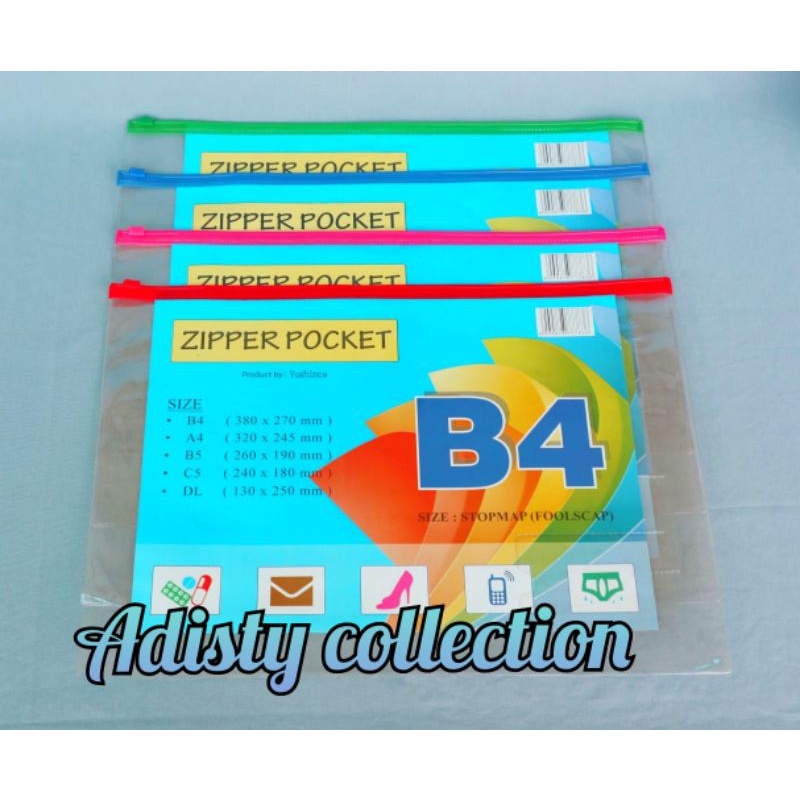 ZIPPER POCKET
ZIPPER POCKET
ZIPPER POCKET
ZIPPER POCKET
Product by:
SIZE
• B4 ( 380 x 270 mm )
• A4 ( 320 x 245 mm )
• B5 ( 260 x 190 mm )
• C5 ( 240 x 180 mm )
• DL ( 130 x 250 mm )
B4
SIZE : STOPMAP (FOOLSCAP)
Adisty collection